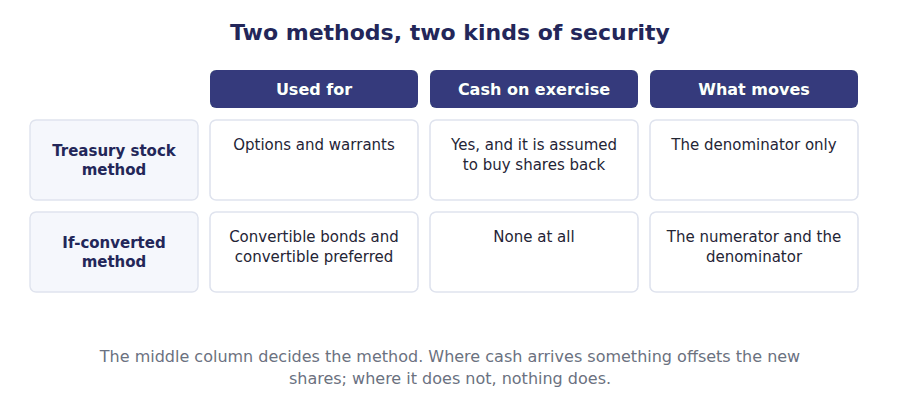 Two methods, two kinds of security
Used for
Cash on exercise
What moves
Treasury stock
method
Options and warrants
Yes, and it is assumed
to buy shares back
The denominator only
If-converted
method
Convertible bonds and
convertible preferred
None at all
The numerator and the
denominator
The middle column decides the method. Where cash arrives something offsets the new
shares; where it does not, nothing does.